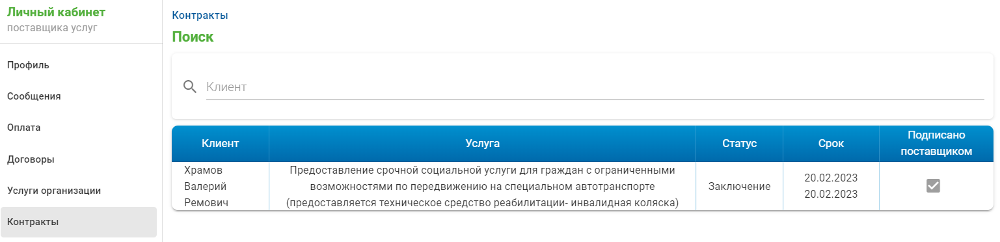 Личный кабинет
поставщика услуг
Профиль
Сообщения
Оплата
Договоры
Услуги организации
Контракты
Контракты
Поиск
Клиент
Клиент
Услуга
Статус
Срок
Подписано
поставщиком
Храмов
Валерий
Ремович
Предоставление срочной социальной услуги для граждан с ограниченными
возможностями по передвижению на специальном автотранспорте
(предоставляется техническое средство реабилитации- инвалидная коляска)
Заключение
20.02.2023
20.02.2023